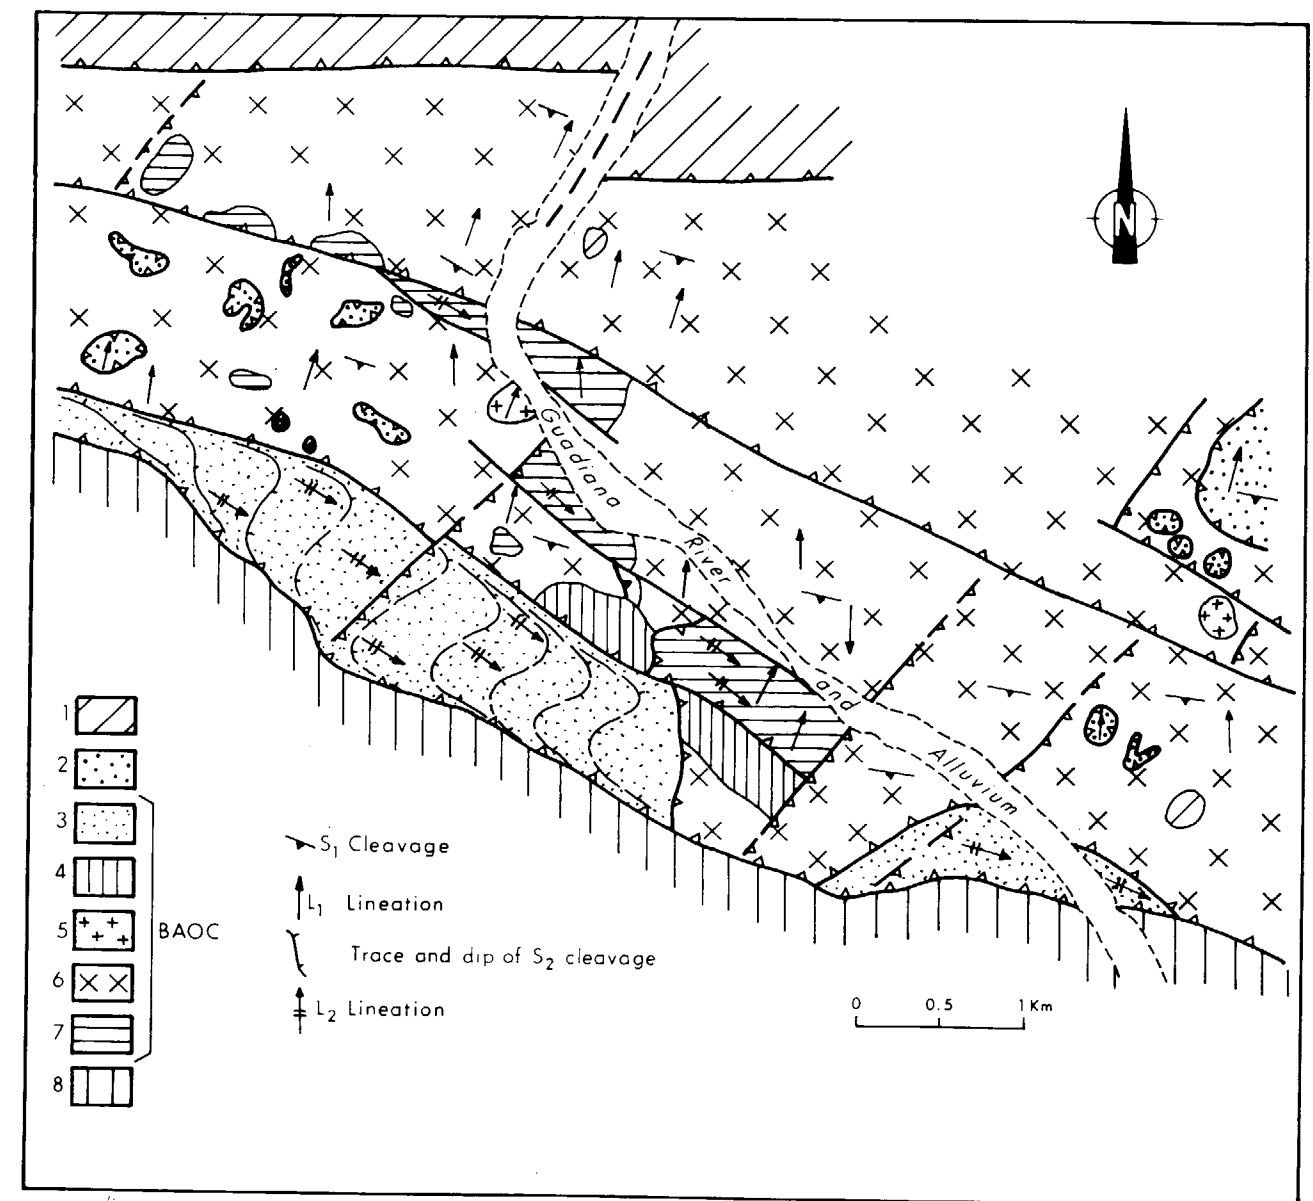 N
Guadiana
River
and
Alluvium
1
2
3
4
5
6
7
8
BAOC
S₁ Cleavage
L₁ Lineation
Trace and dip of S₂ cleavage
L₂ Lineation
0 0.5 1 Km